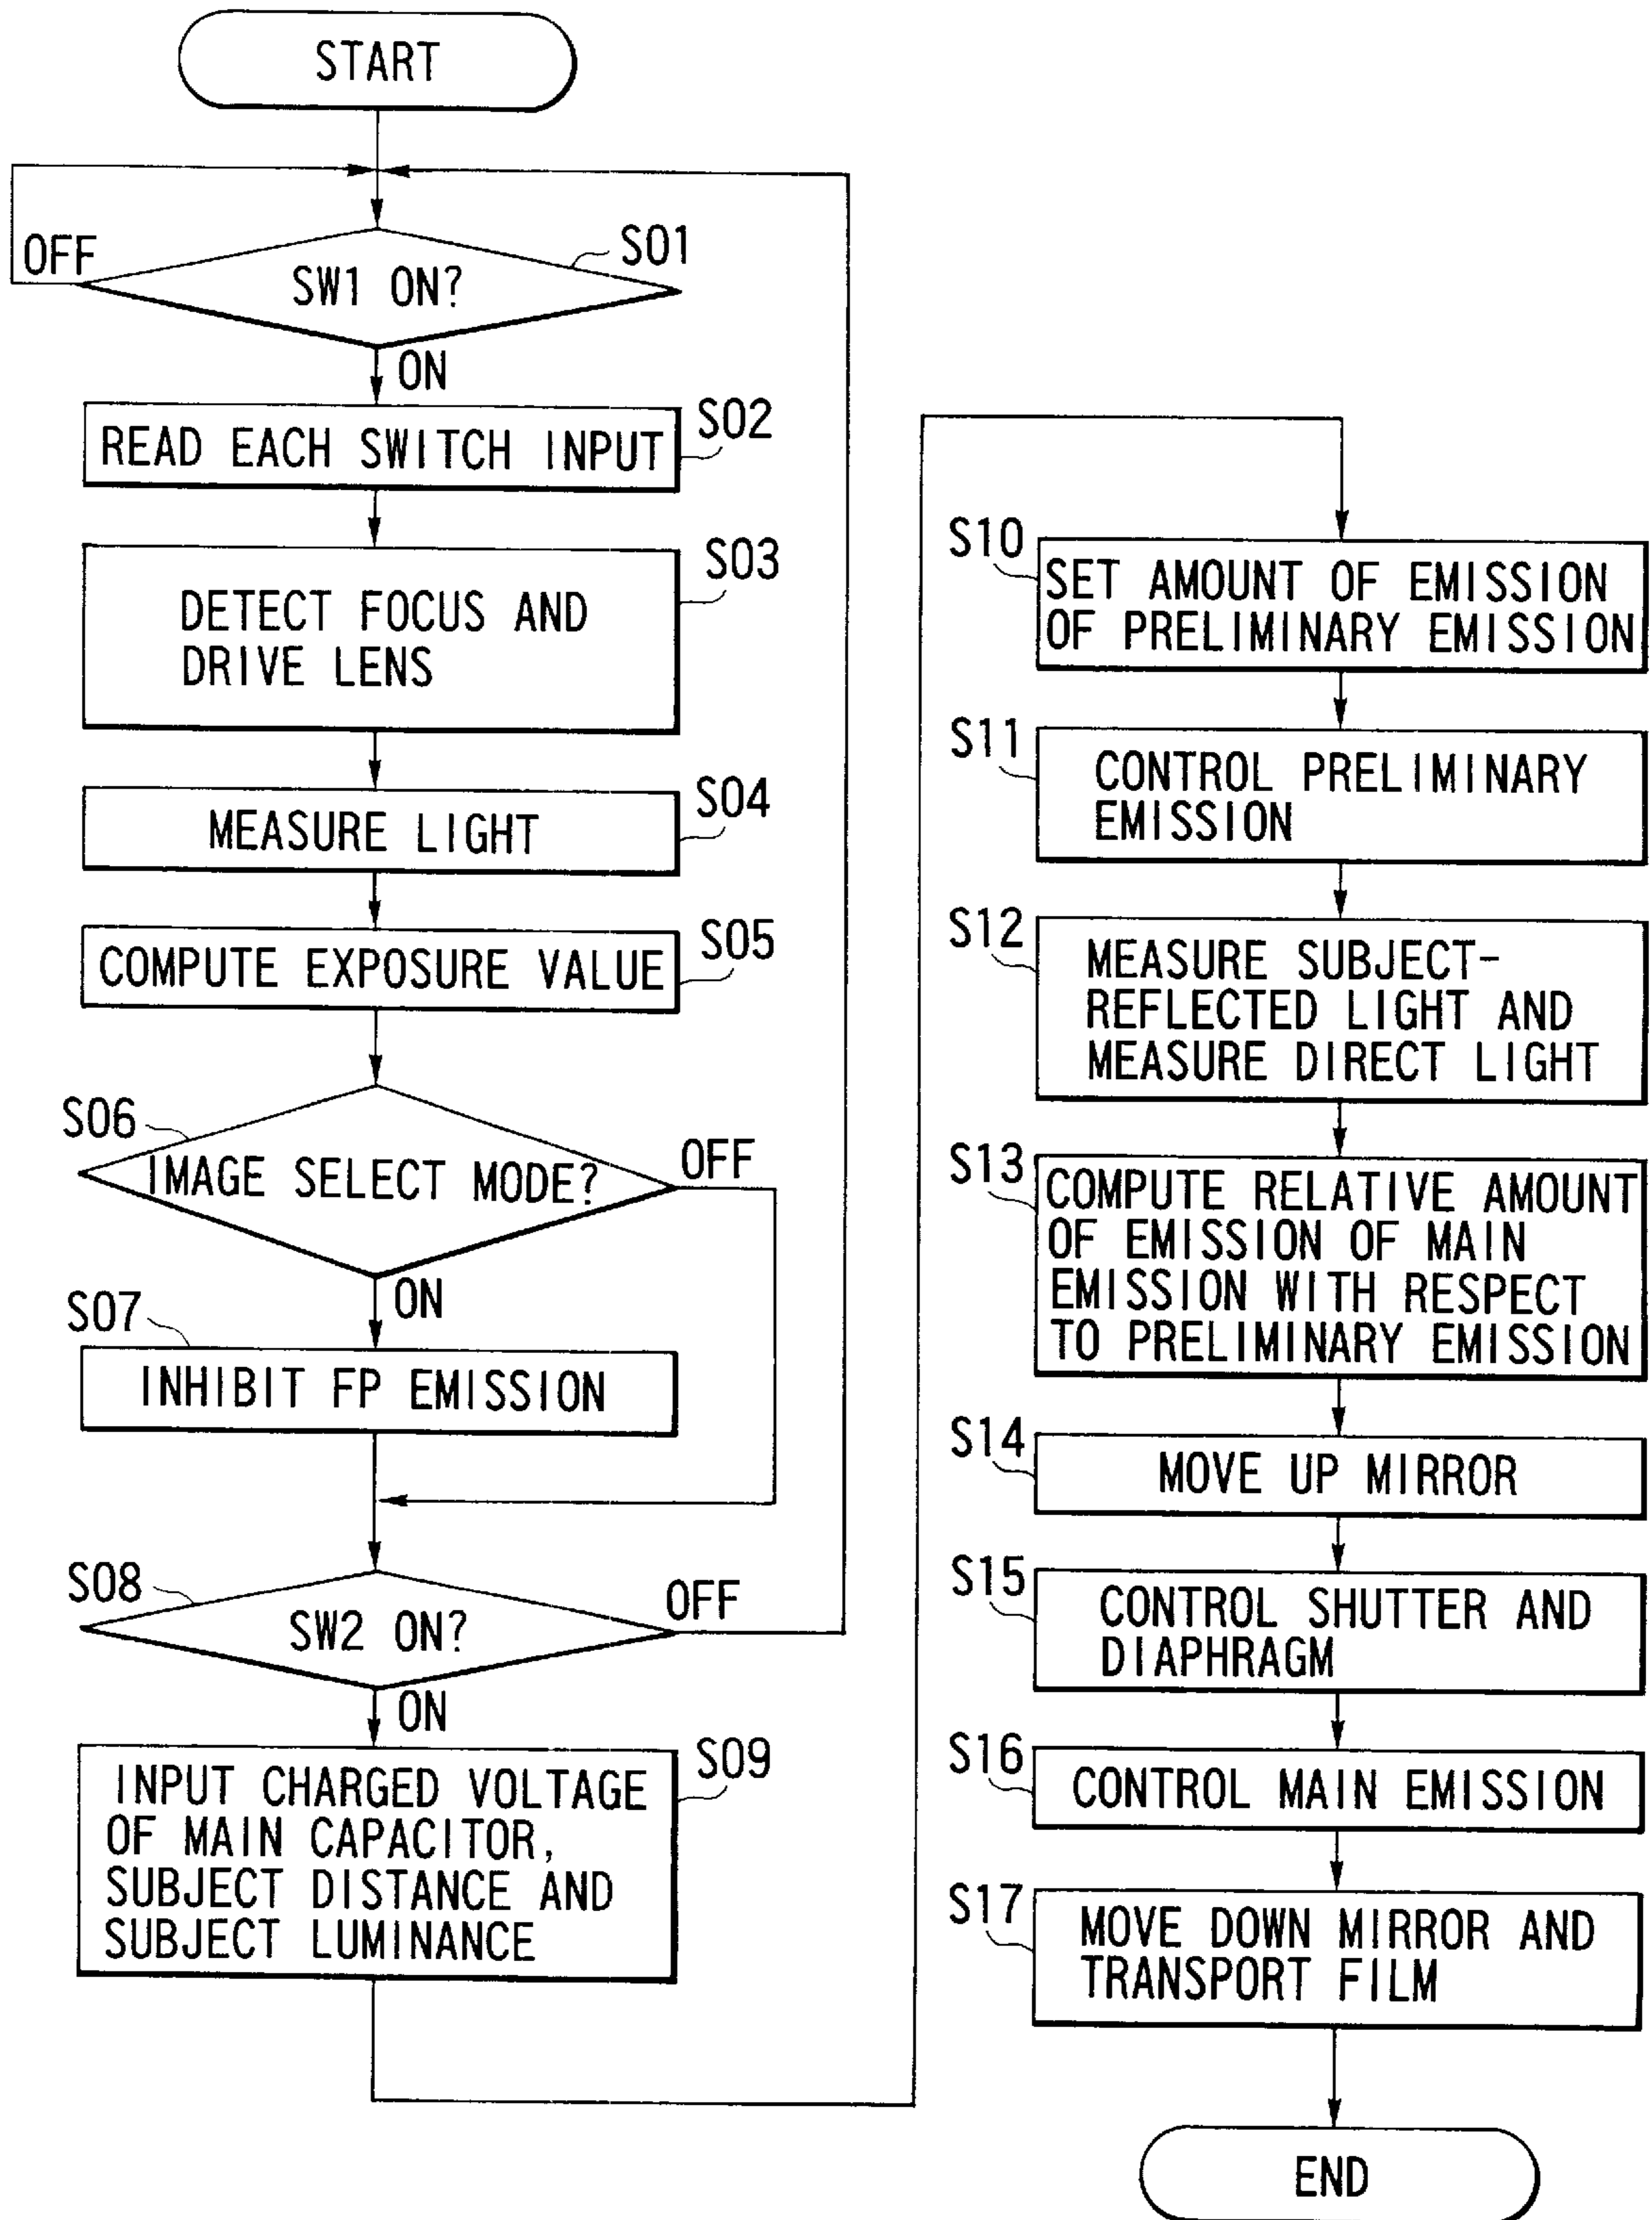 START
OFF
S01
SW1 ON?
ON
S02
READ EACH SWITCH INPUT
S03
DETECT FOCUS AND
DRIVE LENS
S04
MEASURE LIGHT
S05
COMPUTE EXPOSURE VALUE
S06
OFF
IMAGE SELECT MODE?
ON
S07
INHIBIT FP EMISSION
S08
OFF
SW2 ON?
ON
S09
INPUT CHARGED VOLTAGE
OF MAIN CAPACITOR,
SUBJECT DISTANCE AND
SUBJECT LUMINANCE
S10
SET AMOUNT OF EMISSION
OF PRELIMINARY EMISSION
S11
CONTROL PRELIMINARY
EMISSION
S12
MEASURE SUBJECT-
REFLECTED LIGHT AND
MEASURE DIRECT LIGHT
S13
COMPUTE RELATIVE AMOUNT
OF EMISSION OF MAIN
EMISSION WITH RESPECT
TO PRELIMINARY EMISSION
S14
MOVE UP MIRROR
S15
CONTROL SHUTTER AND
DIAPHRAGM
S16
CONTROL MAIN EMISSION
S17
MOVE DOWN MIRROR AND
TRANSPORT FILM
END